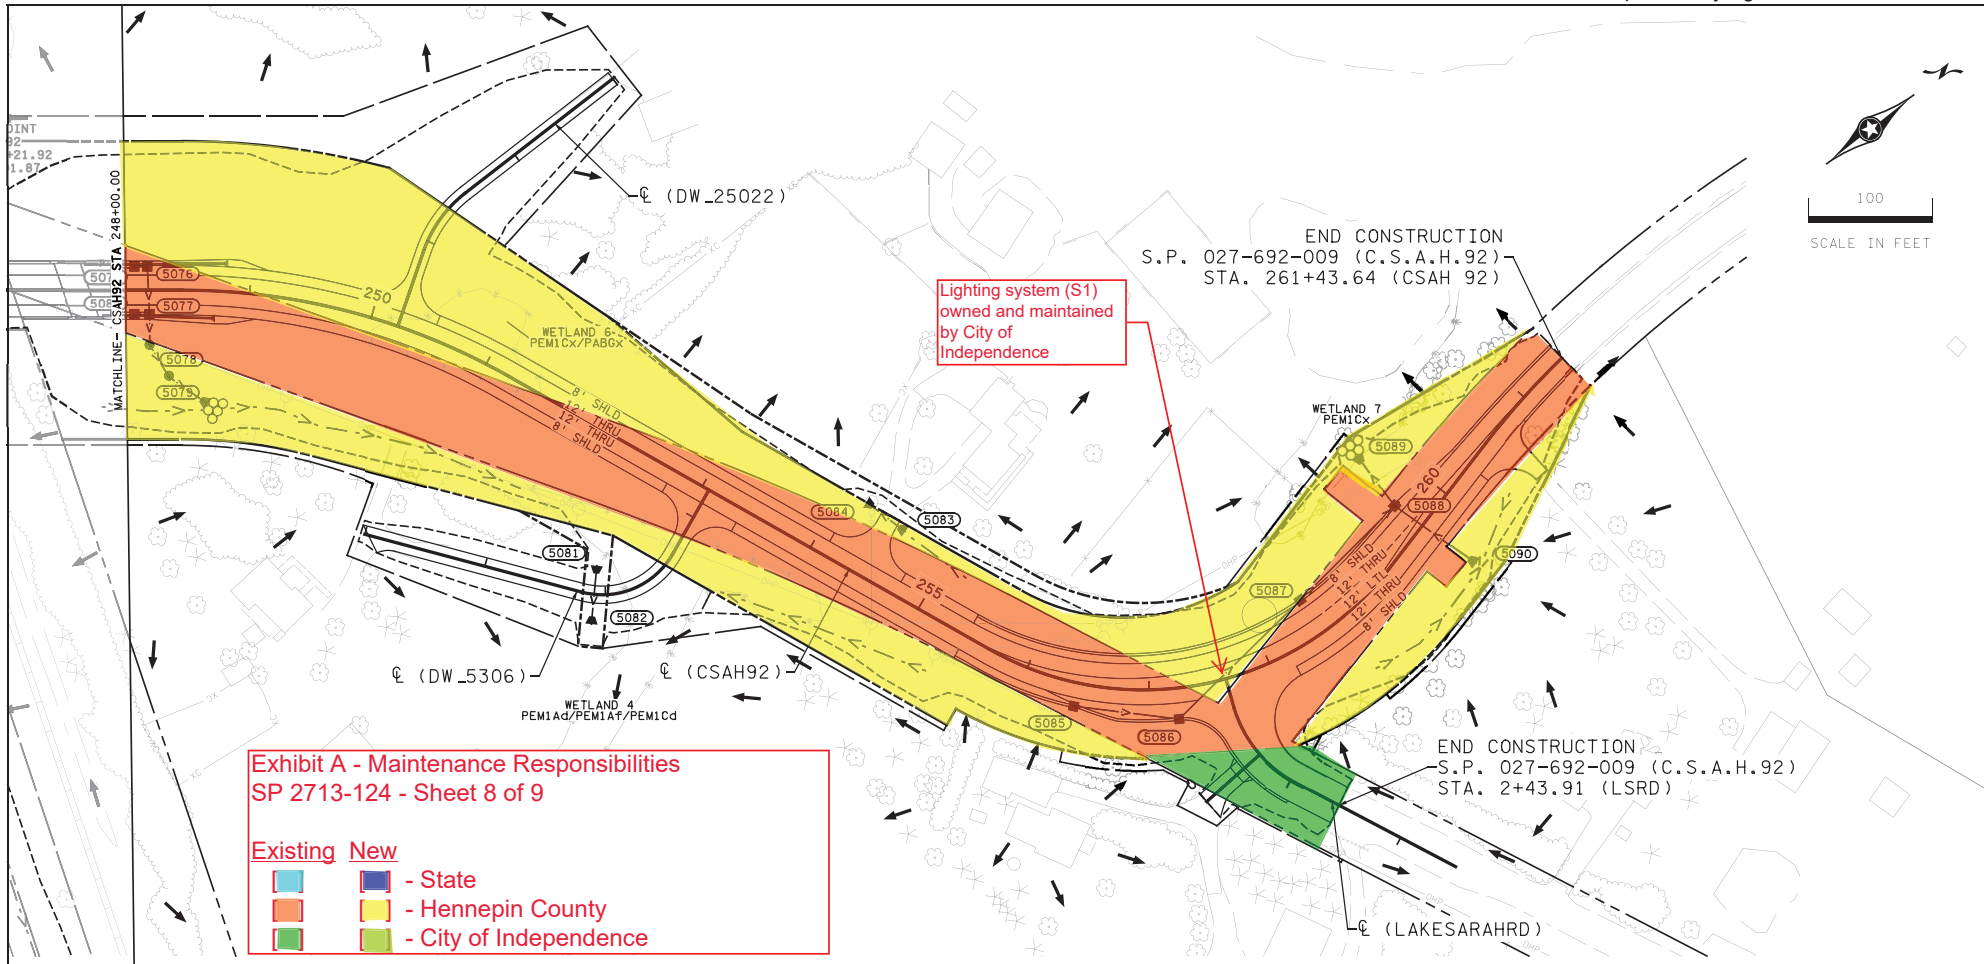 OINT
92
+21.92
1.87
MATCHLINE- CSAH92 STA 248+00.00
5076
5077
5078
5079
507
508
250
℄ (DW_25022)
WETLAND 6
PEM1Cx/PABGx
8' SHLD
12' THRU
12' THRU
8' SHLD
Lighting system (S1)
owned and maintained
by City of
Independence
END CONSTRUCTION
S.P. 027-692-009 (C.S.A.H.92)
STA. 261+43.64 (CSAH 92)
100
SCALE IN FEET
WETLAND 7
PEM1Cx
5089
260
5088
5090
5084
5083
5081
5082
255
5087
8' SHLD
12' THRU
12' LTL
12' THRU
8' SHLD
℄ (DW_5306)
℄ (CSAH92)
WETLAND 4
PEM1Ad/PEM1Af/PEM1Cd
5085
5086
END CONSTRUCTION
S.P. 027-692-009 (C.S.A.H.92)
STA. 2+43.91 (LSRD)
℄ (LAKESARAHRD)
OHP
OHP
OHP
OHP
Exhibit A - Maintenance Responsibilities
SP 2713-124 - Sheet 8 of 9
Existing New
- State
- Hennepin County
- City of Independence